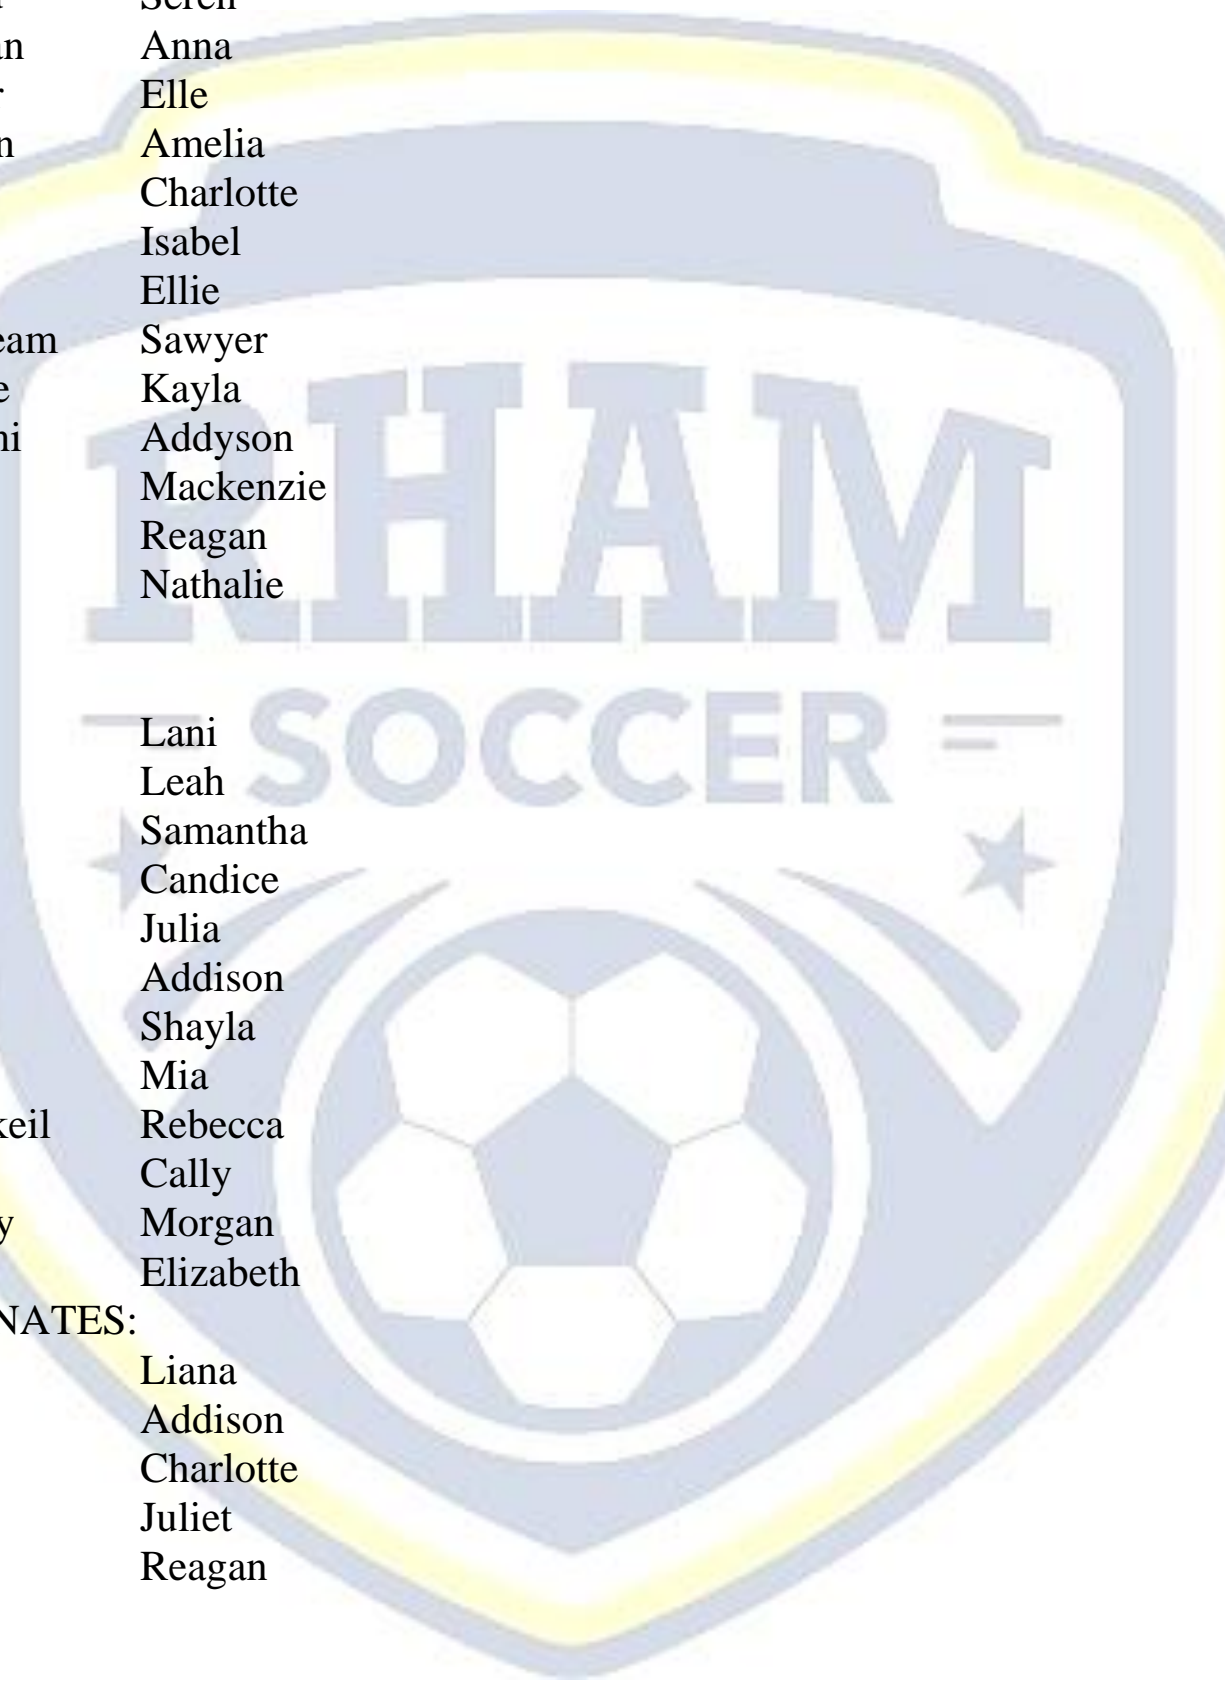 Seren
an Anna
r Elle
n Amelia
Charlotte
Isabel
Ellie
eam Sawyer
e Kayla
ni Addyson
Mackenzie
Reagan
Nathalie
RHAM
SOCCER
Lani
Leah
Samantha
Candice
Julia
Addison
Shayla
Mia
keil Rebecca
Cally
y Morgan
Elizabeth
NATES:
Liana
Addison
Charlotte
Juliet
Reagan